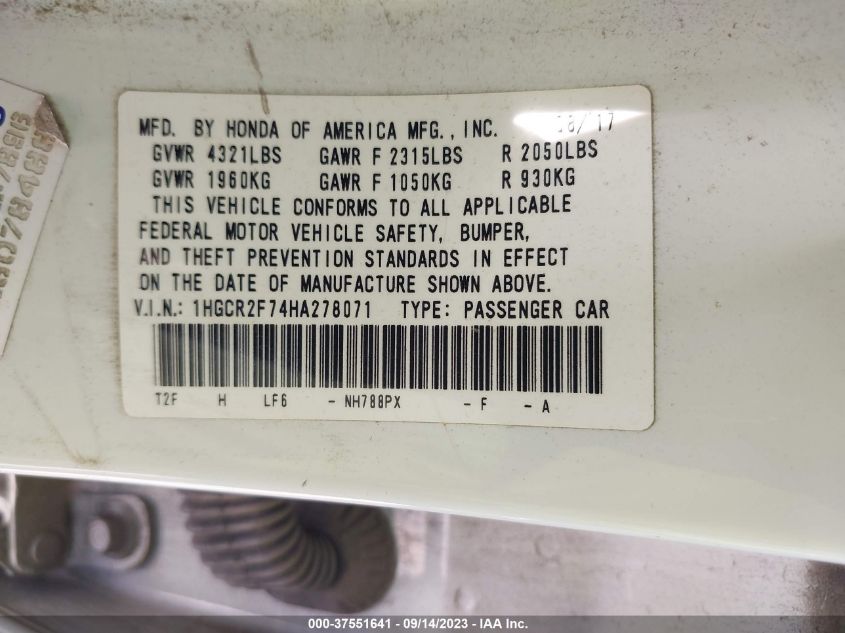 MFD. BY HONDA OF AMERICA MFG., INC. 08/17
GVWR 4321LBS GAWR F 2315LBS R 2050LBS
GVWR 1960KG GAWR F 1050KG R 930KG
THIS VEHICLE CONFORMS TO ALL APPLICABLE
FEDERAL MOTOR VEHICLE SAFETY, BUMPER,
AND THEFT PREVENTION STANDARDS IN EFFECT
ON THE DATE OF MANUFACTURE SHOWN ABOVE.
V.I.N.: 1HGCR2F74HA278071 TYPE: PASSENGER CAR
T2F H LF6 - NH788PX - F - A
000-37551641 / 09/14/2023 - IAA Inc.